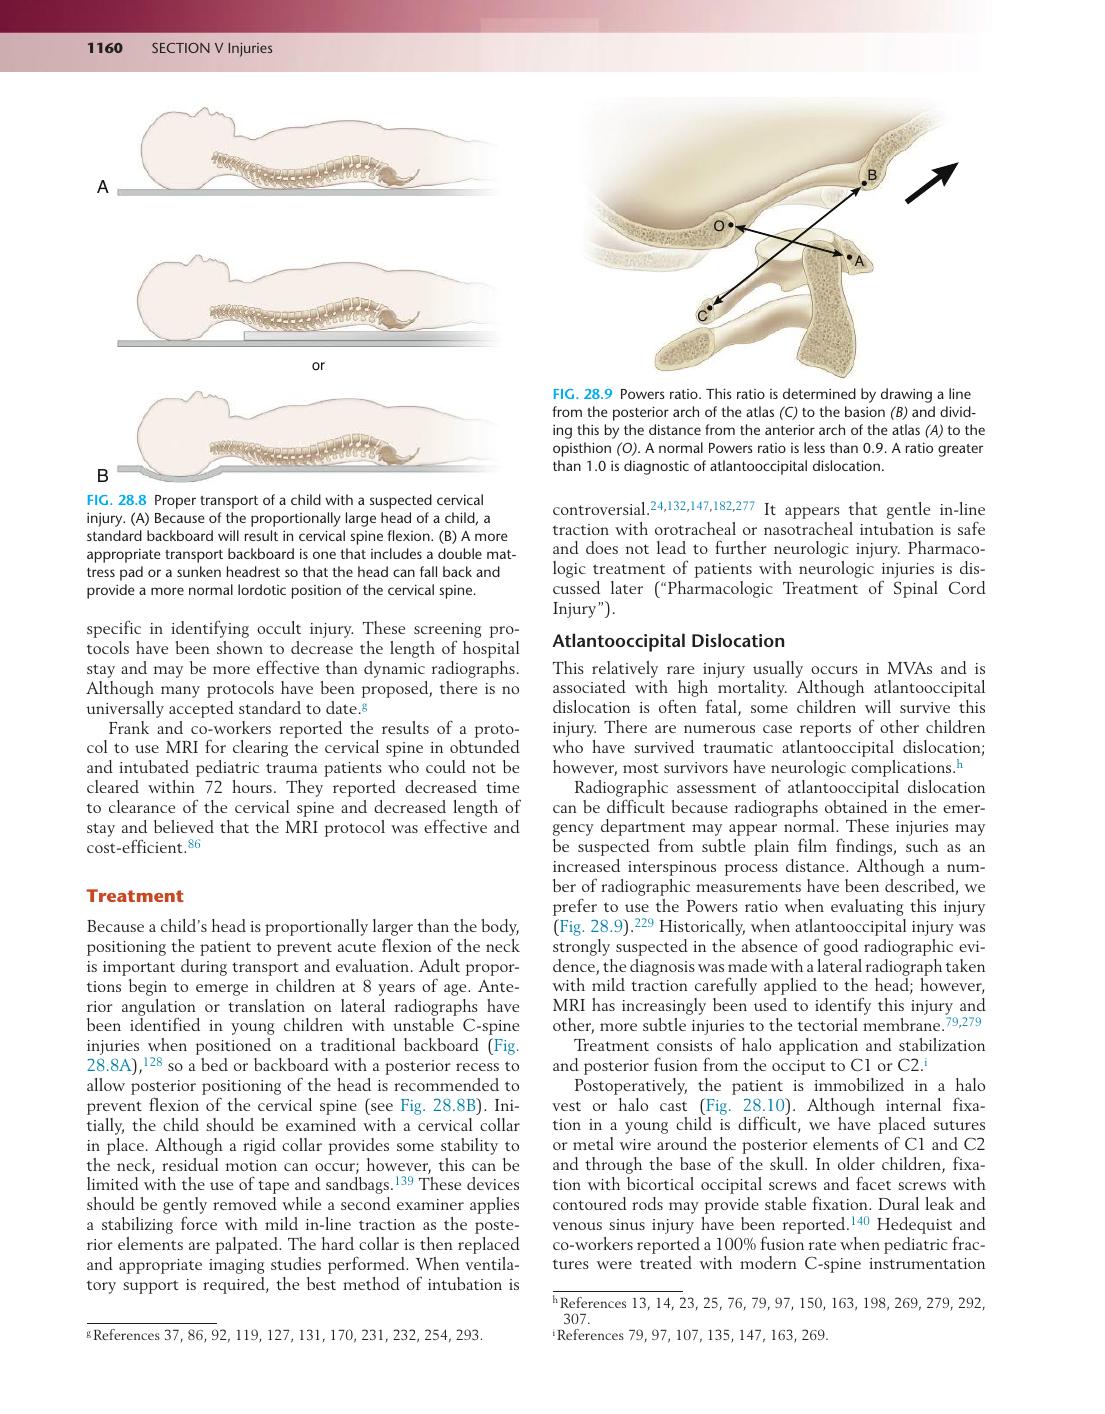 1160 SECTION V Injuries
A
or
B
FIG. 28.8 Proper transport of a child with a suspected cervical
injury. (A) Because of the proportionally large head of a child, a
standard backboard will result in cervical spine flexion. (B) A more
appropriate transport backboard is one that includes a double mat-
tress pad or a sunken headrest so that the head can fall back and
provide a more normal lordotic position of the cervical spine.
specific in identifying occult injury. These screening pro-
tocols have been shown to decrease the length of hospital
stay and may be more effective than dynamic radiographs.
Although many protocols have been proposed, there is no
universally accepted standard to date.g
Frank and co-workers reported the results of a proto-
col to use MRI for clearing the cervical spine in obtunded
and intubated pediatric trauma patients who could not be
cleared within 72 hours. They reported decreased time
to clearance of the cervical spine and decreased length of
stay and believed that the MRI protocol was effective and
cost-efficient.86
Treatment
Because a child's head is proportionally larger than the body,
positioning the patient to prevent acute flexion of the neck
is important during transport and evaluation. Adult propor-
tions begin to emerge in children at 8 years of age. Ante-
rior angulation or translation on lateral radiographs have
been identified in young children with unstable C-spine
injuries when positioned on a traditional backboard (Fig.
28.8A),128 so a bed or backboard with a posterior recess to
allow posterior positioning of the head is recommended to
prevent flexion of the cervical spine (see Fig. 28.8B). Ini-
tially, the child should be examined with a cervical collar
in place. Although a rigid collar provides some stability to
the neck, residual motion can occur; however, this can be
limited with the use of tape and sandbags.139 These devices
should be gently removed while a second examiner applies
a stabilizing force with mild in-line traction as the poste-
rior elements are palpated. The hard collar is then replaced
and appropriate imaging studies performed. When ventila-
tory support is required, the best method of intubation is
g References 37, 86, 92, 119, 127, 131, 170, 231, 232, 254, 293.
B
O
A
C
FIG. 28.9 Powers ratio. This ratio is determined by drawing a line
from the posterior arch of the atlas (C) to the basion (B) and divid-
ing this by the distance from the anterior arch of the atlas (A) to the
opisthion (O). A normal Powers ratio is less than 0.9. A ratio greater
than 1.0 is diagnostic of atlantooccipital dislocation.
controversial.24,132,147,182,277 It appears that gentle in-line
traction with orotracheal or nasotracheal intubation is safe
and does not lead to further neurologic injury. Pharmaco-
logic treatment of patients with neurologic injuries is dis-
cussed later (“Pharmacologic Treatment of Spinal Cord
Injury”).
Atlantooccipital Dislocation
This relatively rare injury usually occurs in MVAs and is
associated with high mortality. Although atlantooccipital
dislocation is often fatal, some children will survive this
injury. There are numerous case reports of other children
who have survived traumatic atlantooccipital dislocation;
however, most survivors have neurologic complications.h
Radiographic assessment of atlantooccipital dislocation
can be difficult because radiographs obtained in the emer-
gency department may appear normal. These injuries may
be suspected from subtle plain film findings, such as an
increased interspinous process distance. Although a num-
ber of radiographic measurements have been described, we
prefer to use the Powers ratio when evaluating this injury
(Fig. 28.9).229 Historically, when atlantooccipital injury was
strongly suspected in the absence of good radiographic evi-
dence, the diagnosis was made with a lateral radiograph taken
with mild traction carefully applied to the head; however,
MRI has increasingly been used to identify this injury and
other, more subtle injuries to the tectorial membrane.79,279
Treatment consists of halo application and stabilization
and posterior fusion from the occiput to C1 or C2.i
Postoperatively, the patient is immobilized in a halo
vest or halo cast (Fig. 28.10). Although internal fixa-
tion in a young child is difficult, we have placed sutures
or metal wire around the posterior elements of C1 and C2
and through the base of the skull. In older children, fixa-
tion with bicortical occipital screws and facet screws with
contoured rods may provide stable fixation. Dural leak and
venous sinus injury have been reported.140 Hedequist and
co-workers reported a 100% fusion rate when pediatric frac-
tures were treated with modern C-spine instrumentation
h References 13, 14, 23, 25, 76, 79, 97, 150, 163, 198, 269, 279, 292,
307.
i References 79, 97, 107, 135, 147, 163, 269.